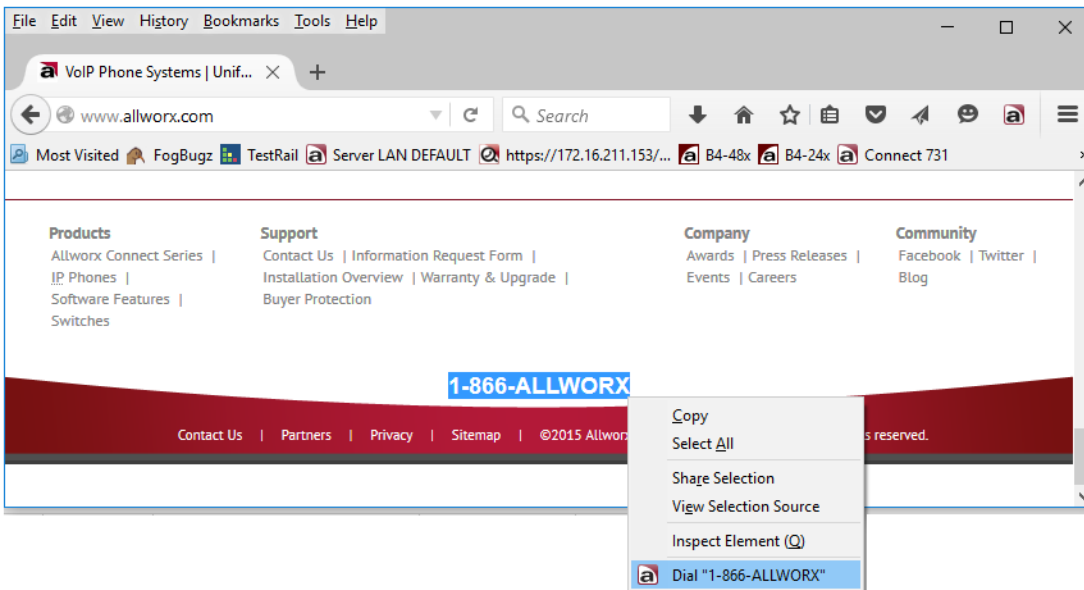 File Edit View History Bookmarks Tools Help
VoIP Phone Systems | Unif...
www.allworx.com Search
Most Visited FogBugz TestRail Server LAN DEFAULT https://172.16.211.153/... B4-48x B4-24x Connect 731
Products Support Company Community
Allworx Connect Series | Contact Us | Information Request Form | Awards | Press Releases | Facebook | Twitter |
IP Phones | Installation Overview | Warranty & Upgrade | Events | Careers Blog
Software Features | Buyer Protection
Switches
1-866-ALLWORX
Copy
Contact Us | Partners | Privacy | Sitemap | ©2015 Allworx s reserved.
Select All
Share Selection
View Selection Source
Inspect Element (Q)
Dial "1-866-ALLWORX"